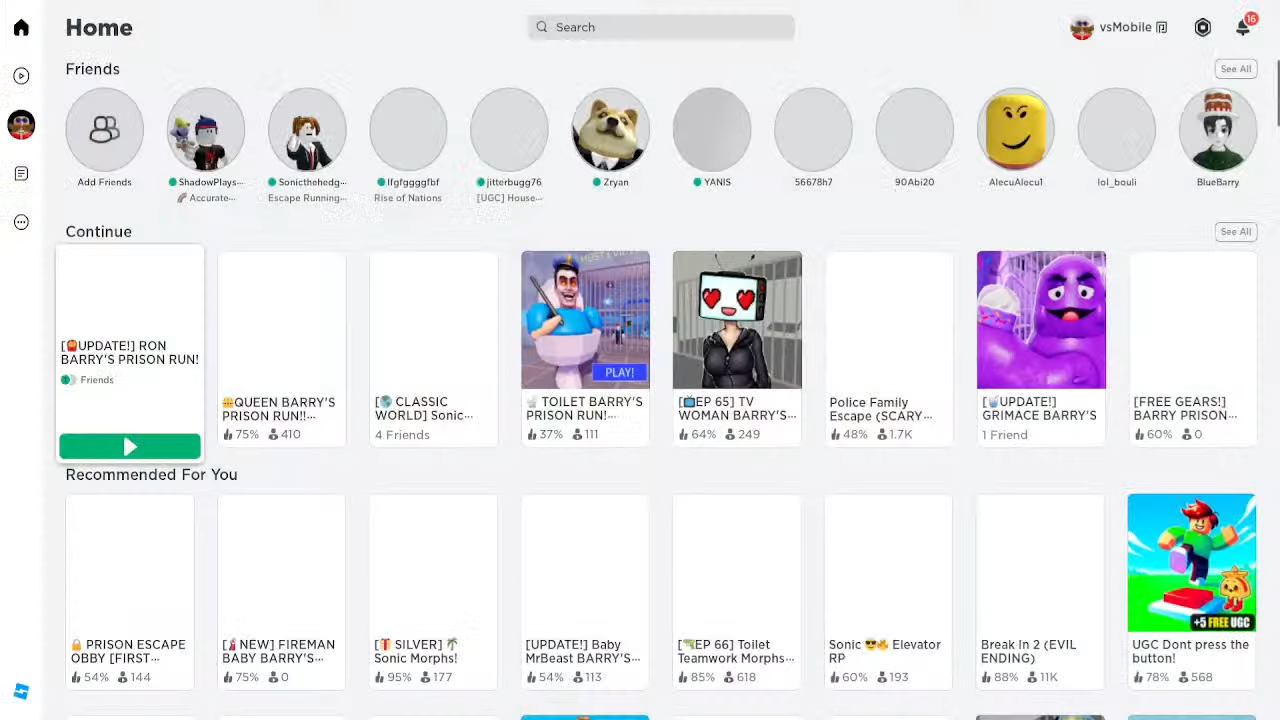 Home
Search
vsMobile
16
Friends
See All
Add Friends
ShadowPlays...
Sonicthehedg...
lfgfggggfbf
jitterbugg76
Zryan
YANIS
56678h7
90Abi20
AlecuAlecu1
lol_bouli
BlueBarry
Accurate...
Escape Running...
Rise of Nations
[UGC] House...
Continue
See All
[UPDATE!] RON
BARRY'S PRISON RUN!
1 Friends
QUEEN BARRY'S
PRISON RUN!!...
75% 410
[🌎 CLASSIC
WORLD] Sonic...
4 Friends
PLAY!
TOILET BARRY'S
PRISON RUN!...
37% 111
[📺EP 65] TV
WOMAN BARRY'S...
64% 249
Police Family
Escape (SCARY...
48% 1.7K
[UPDATE!]
GRIMACE BARRY'S
1 Friend
[FREE GEARS!]
BARRY PRISON...
60% 0
Recommended For You
🔒 PRISON ESCAPE
OBBY [FIRST...
54% 144
[NEW] FIREMAN
BABY BARRY'S...
75% 0
[🎁 SILVER] 🌴
Sonic Morphs!
95% 177
[UPDATE!] Baby
MrBeast BARRY'S...
54% 113
[🔫EP 66] Toilet
Teamwork Morphs...
85% 618
Sonic 😎🔥 Elevator
RP
60% 193
Break In 2 (EVIL
ENDING)
88% 11K
+5 FREE UGC
UGC Dont press the
button!
78% 568